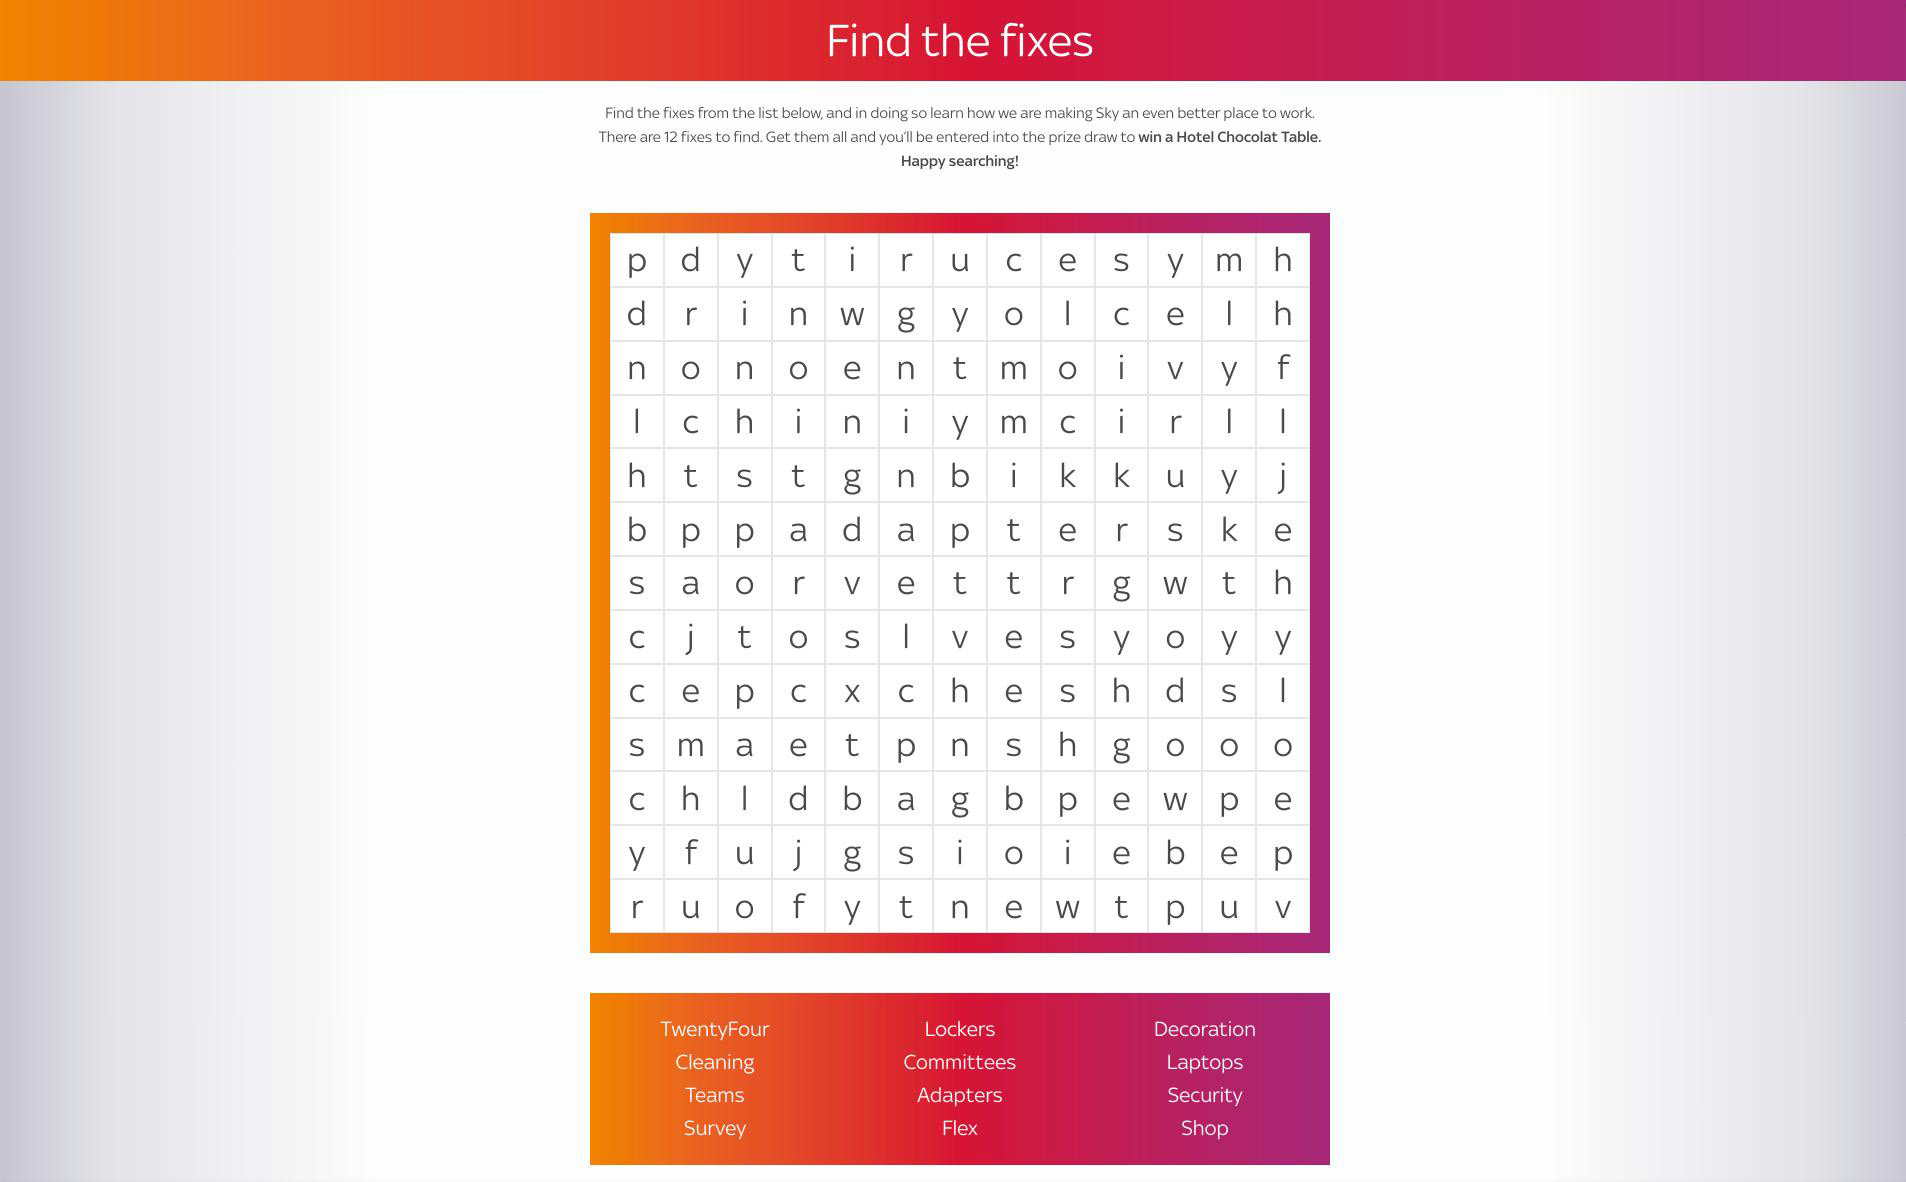 Find the fixes
Find the fixes from the list below, and in doing so learn how we are making Sky an even better place to work.
There are 12 fixes to find. Get them all and you'll be entered into the prize draw to win a Hotel Chocolat Table.
Happy searching!
p d y t i r u c e s y m h
d r i n w g y o l c e l h
n o n o e n t m o i v y f
l c h i n i y m c i r l l
h t s t g n b i k k u y j
b p p a d a p t e r s k e
s a o r v e t t r g w t h
c j t o s l v e s y o y y
c e p c x c h e s h d s l
s m a e t p n s h g o o o
c h l d b a g b p e w p e
y f u j g s i o i e b e p
r u o f y t n e w t p u v
TwentyFour Lockers Decoration
Cleaning Committees Laptops
Teams Adapters Security
Survey Flex Shop